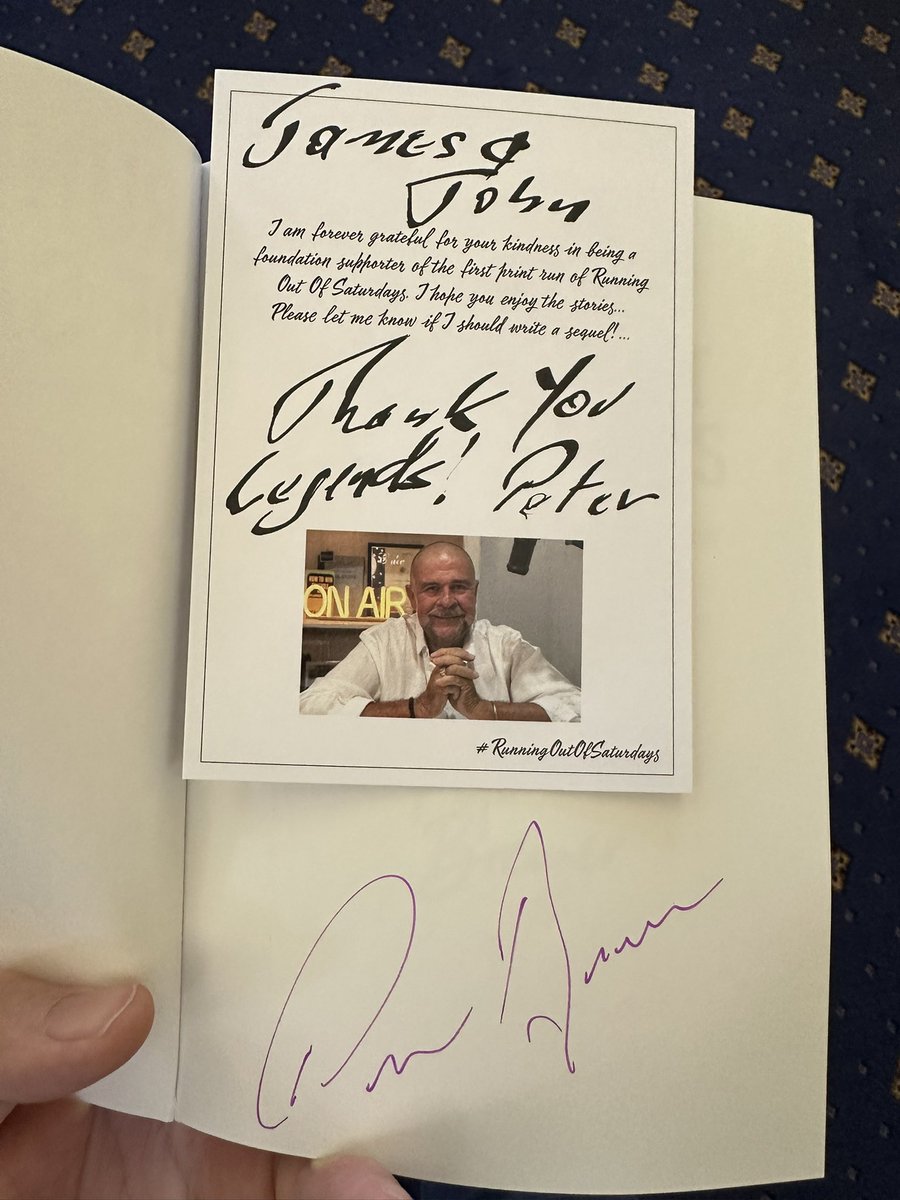 James &
John
I am forever grateful for your kindness in being a
foundation supporter of the first print run of Running
Out Of Saturdays. I hope you enjoy the stories...
Please let me know if I should write a sequel!...
Thank You
Legends! Peter
ON AIR
#RunningOutOfSaturdays